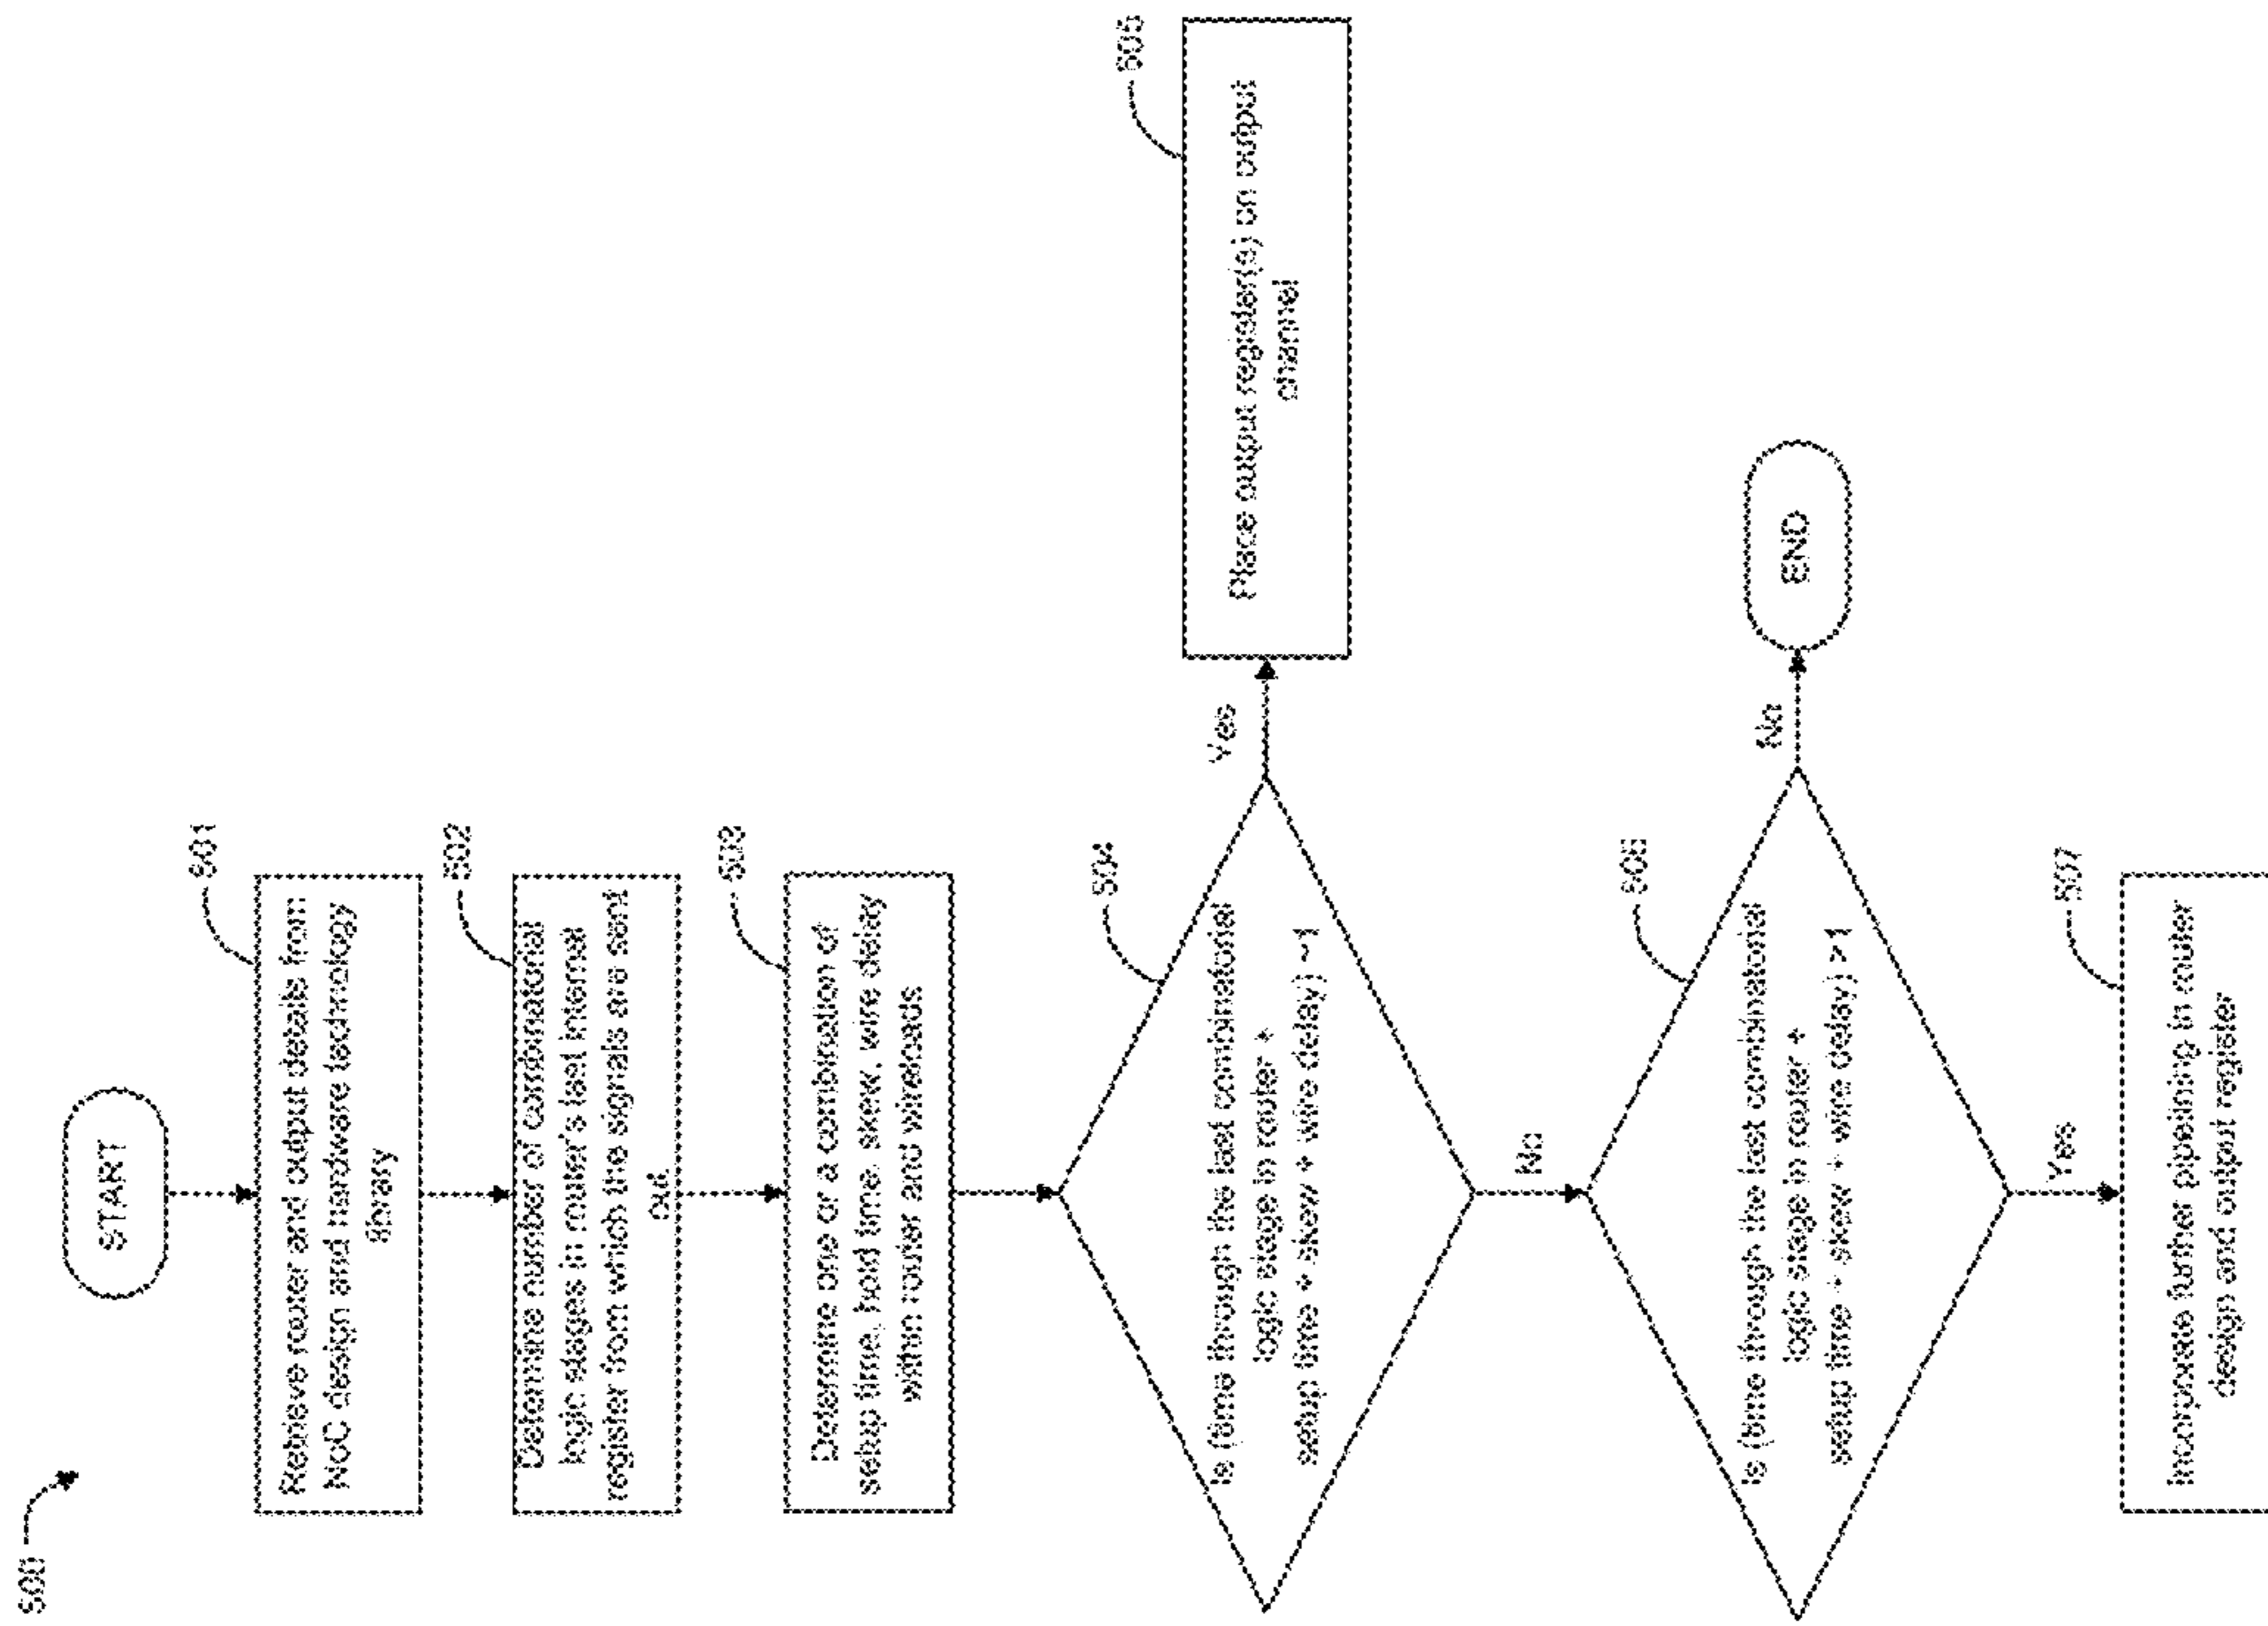 500
START
501
Retrieve router and output details from
NoC design and hardware technology
library
502
Determine number of combinatorial
logic stages in router's last internal
register from which the signals are sent
out
503
Determine one or a combination of
setup time, hold time, skew, wire delay
within router and wireloads
504
Is (time through the last combinatorial
logic stage in router +
setup time + skew + wire delay) ~1
Yes
505
Place output register(s) on output
channel
No
506
Is (time through the last combinatorial
logic stage in router +
setup time + skew + wire delay) >1
No
END
Yes
507
Incorporate further pipelining in router
design and output register